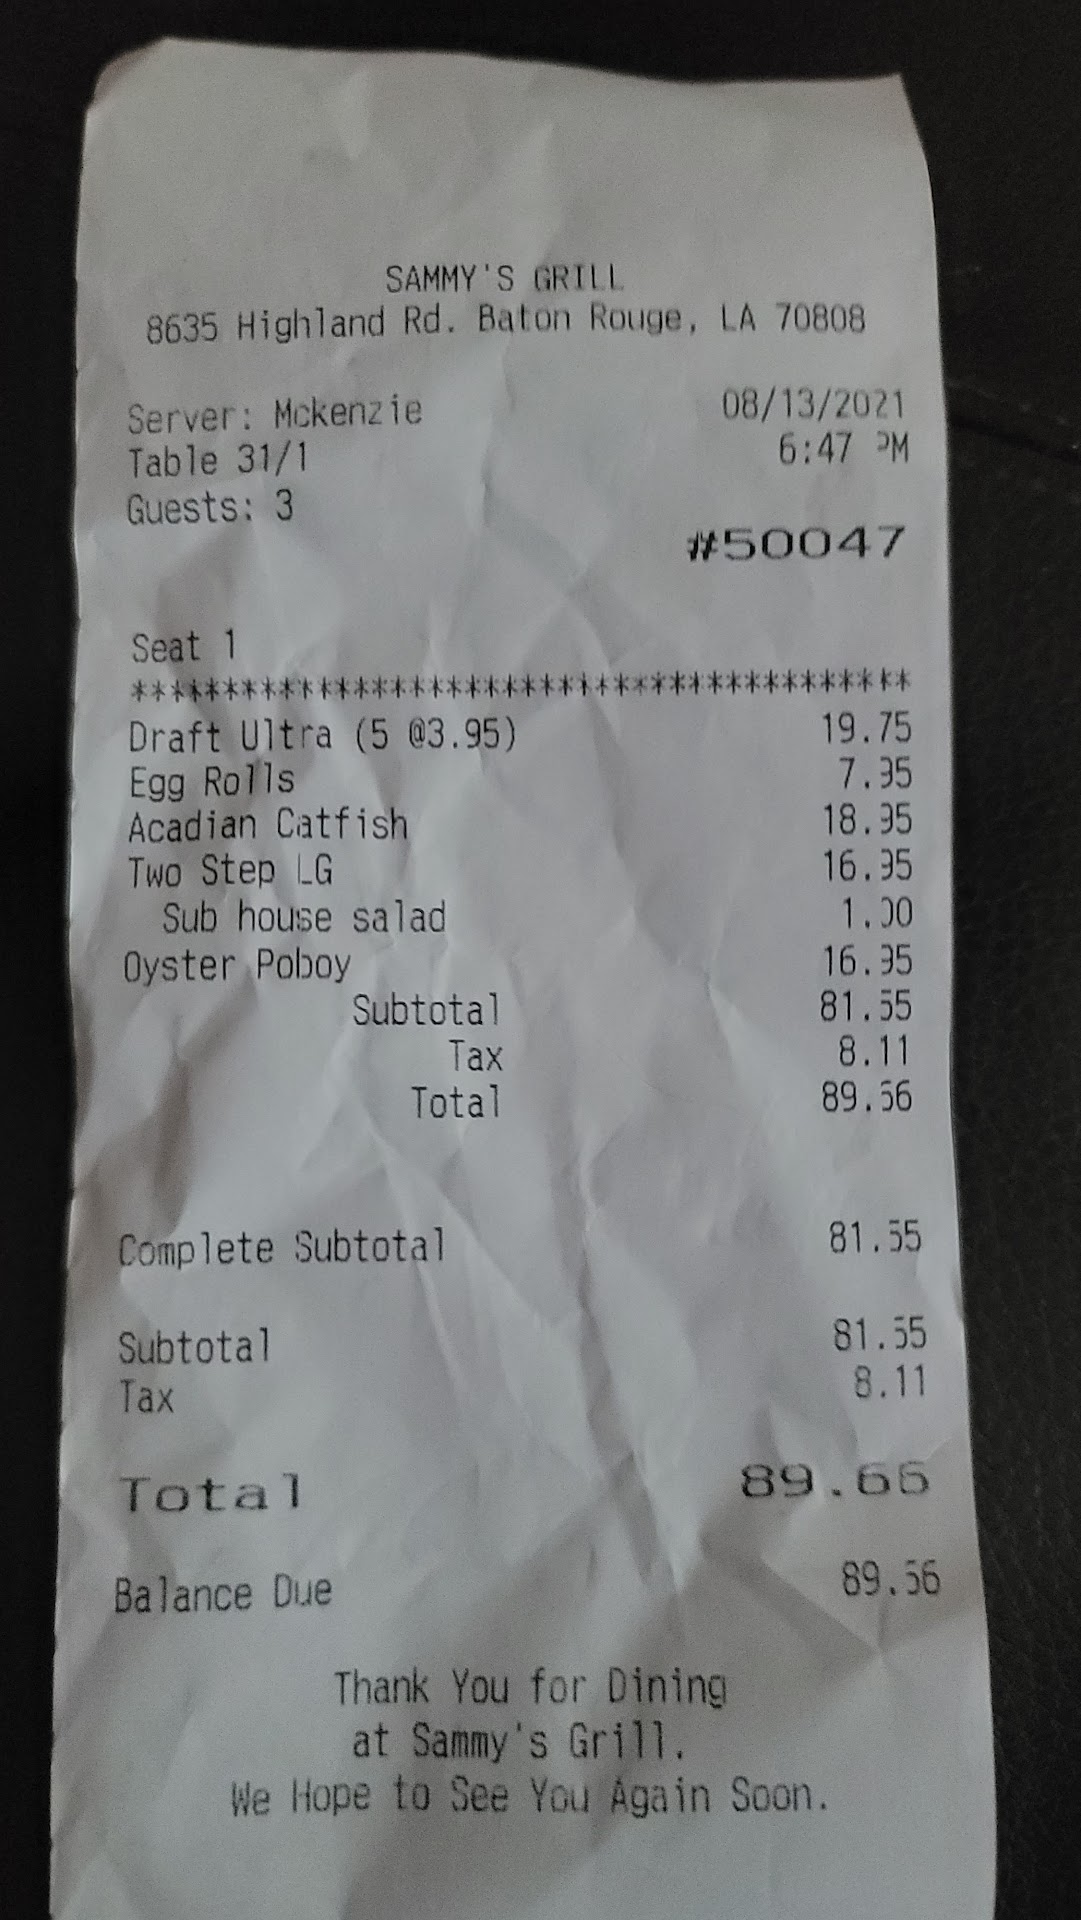 SAMMY'S GRILL
8635 Highland Rd. Baton Rouge, LA 70808
Server: Mckenzie 08/13/2021
Table 31/1 6:47 PM
Guests: 3
#50047
Seat 1
******************************************
Draft Ultra (5 @3.95) 19.75
Egg Rolls 7.95
Acadian Catfish 18.95
Two Step LG 16.95
Sub house salad 1.00
Oyster Poboy 16.95
Subtotal 81.55
Tax 8.11
Total 89.66
Complete Subtotal 81.55
Subtotal 81.55
Tax 8.11
Total 89.66
Balance Due 89.66
Thank You for Dining
at Sammy's Grill.
We Hope to See You Again Soon.